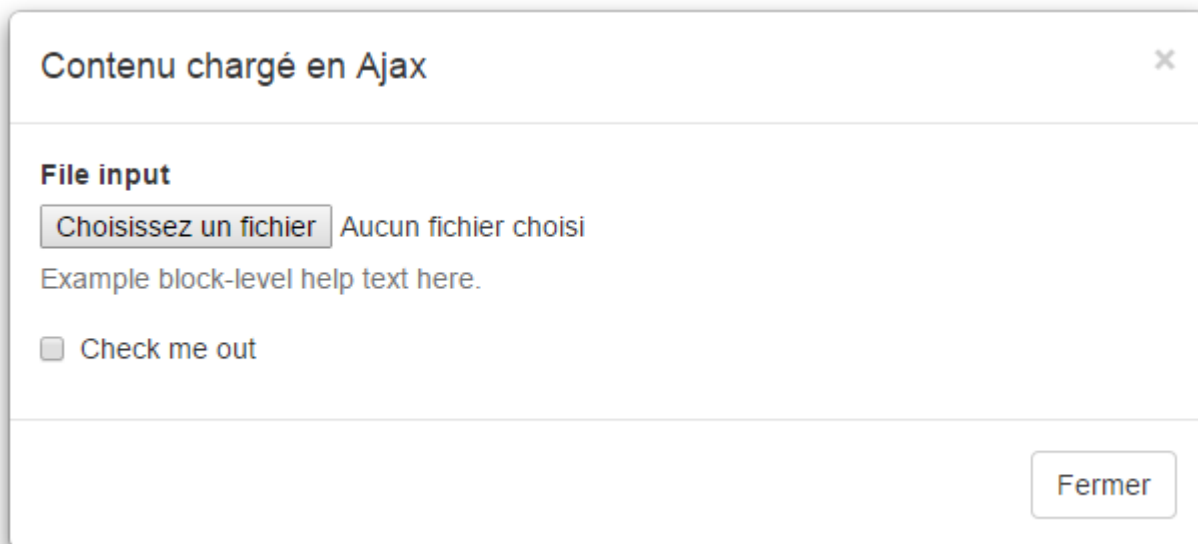 Contenu chargé en Ajax ×
File input
Choisissez un fichier Aucun fichier choisi
Example block-level help text here.
Check me out
Fermer